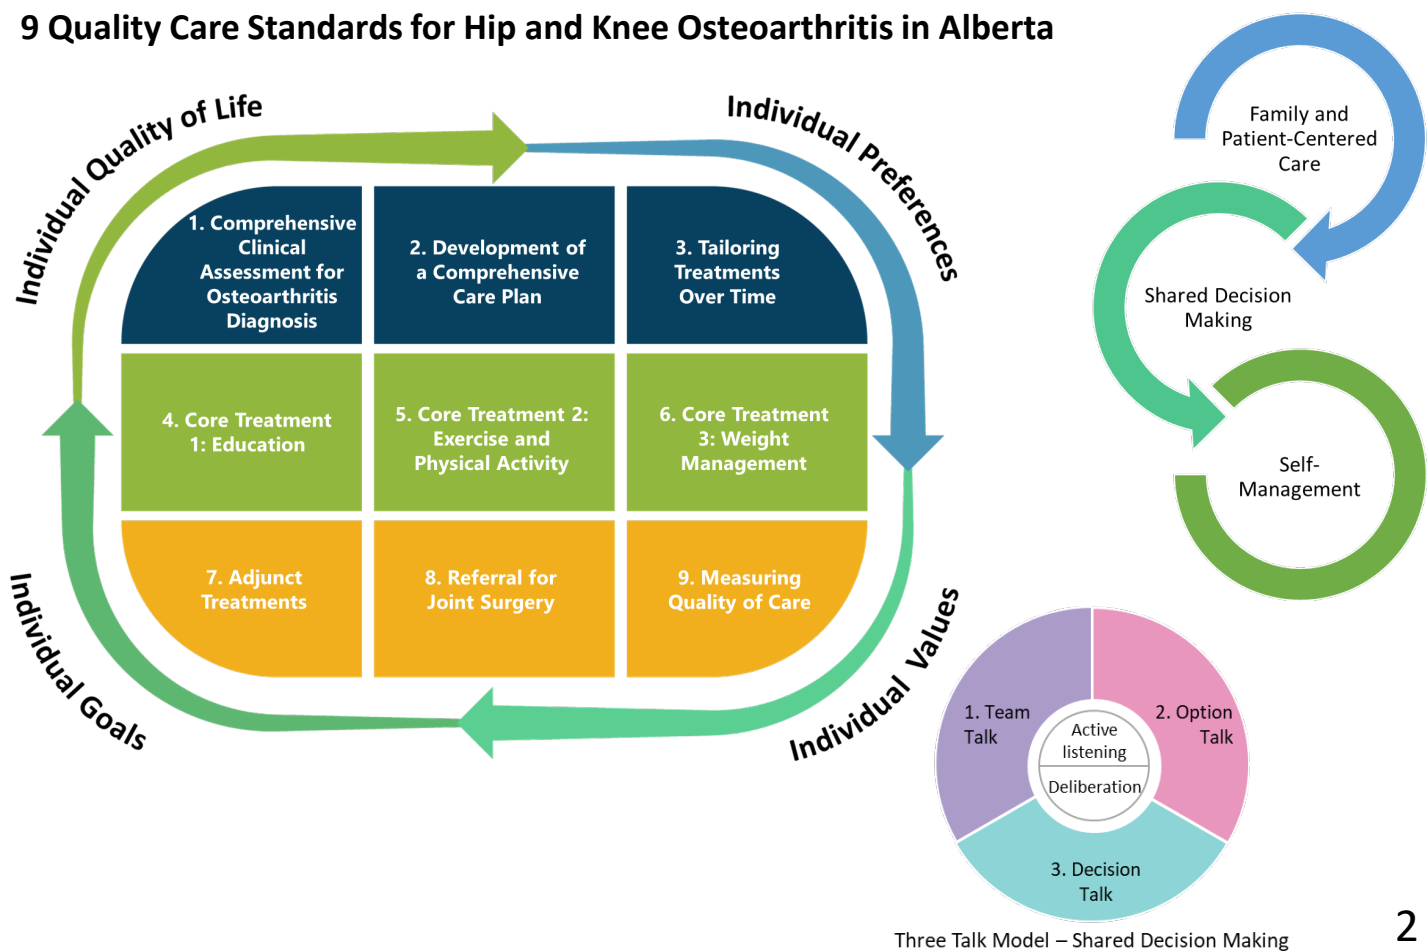 9 Quality Care Standards for Hip and Knee Osteoarthritis in Alberta
Individual Quality of Life
Individual Preferences
1. Comprehensive
Clinical
Assessment for
Osteoarthritis
Diagnosis
2. Development of
a Comprehensive
Care Plan
3. Tailoring
Treatments
Over Time
4. Core Treatment
1: Education
5. Core Treatment 2:
Exercise and
Physical Activity
6. Core Treatment
3: Weight
Management
7. Adjunct
Treatments
8. Referral for
Joint Surgery
9. Measuring
Quality of Care
Individual Goals
Individual Values
Family and
Patient-Centered
Care
Shared Decision
Making
Self-
Management
1. Team
Talk
2. Option
Talk
Active
listening
Deliberation
3. Decision
Talk
Three Talk Model – Shared Decision Making
2